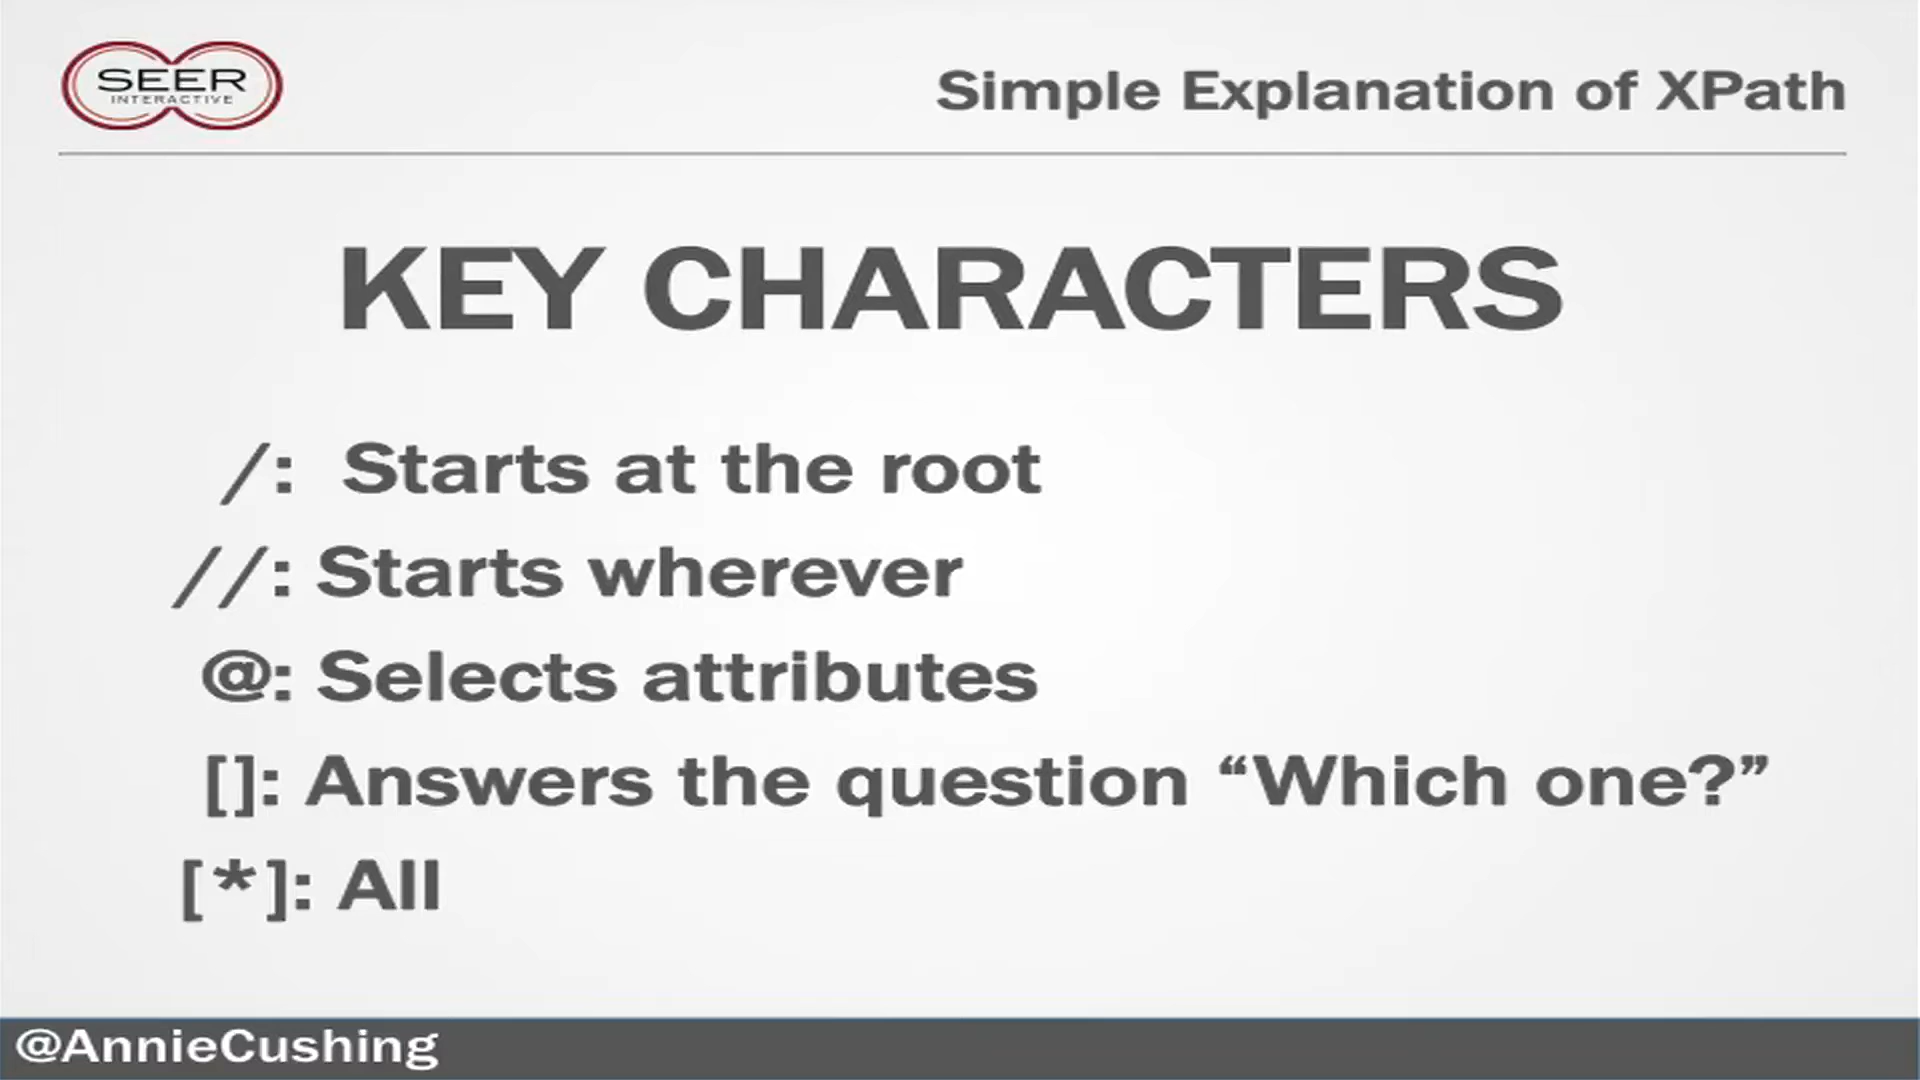 SEER
INTERACTIVE
Simple Explanation of XPath
KEY CHARACTERS
/: Starts at the root
//: Starts wherever
@: Selects attributes
[]: Answers the question “Which one?”
[*]: All
@AnnieCushing